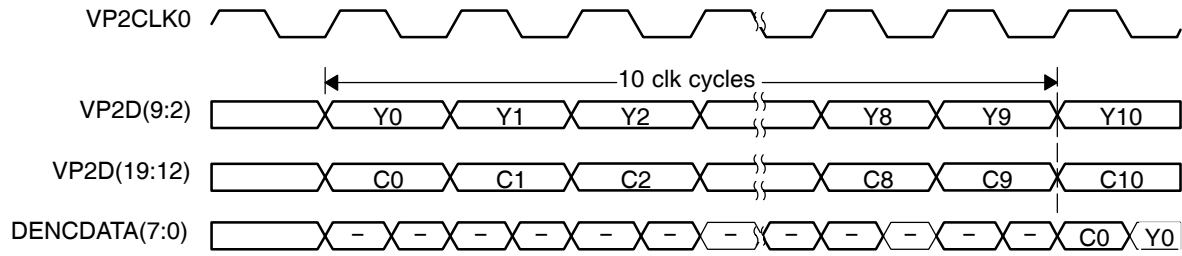 VP2CLK0
10 clk cycles
VP2D(9:2) Y0 Y1 Y2 Y8 Y9 Y10
VP2D(19:12) C0 C1 C2 C8 C9 C10
DENCDATA(7:0) – – – – – – – – – – – – C0 Y0